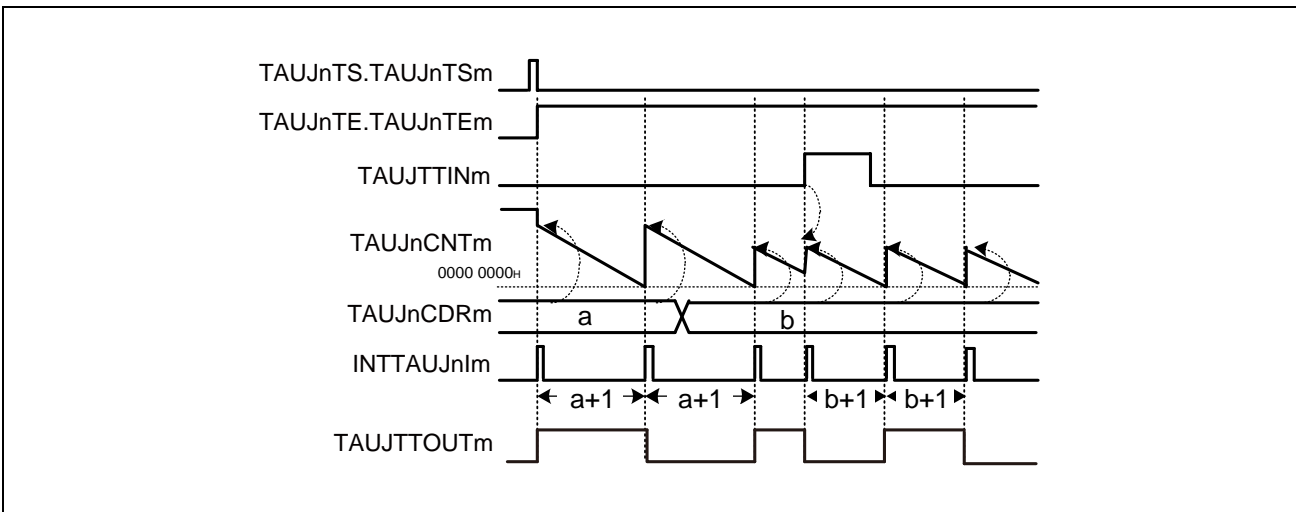 TAUJnTS.TAUJnTSm
TAUJnTE.TAUJnTEm
TAUJTTINm
TAUJnCNTm
0000 0000H
TAUJnCDRm
a
b
INTTAUJnIm
a+1
a+1
b+1
b+1
TAUJTTOUTm